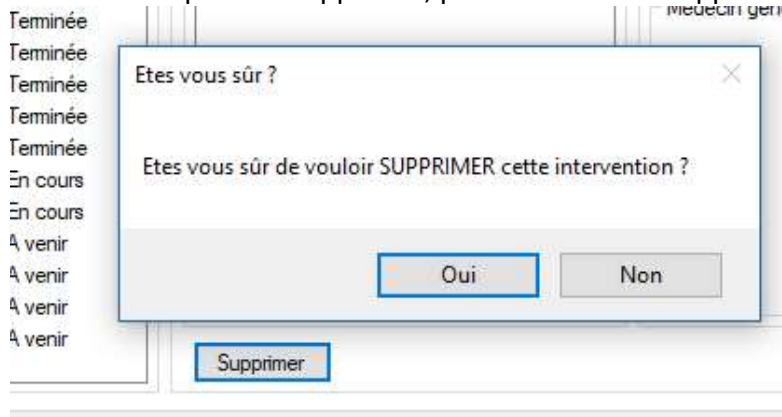 Terminée
Terminée
Terminée
Terminée
Terminée
En cours
En cours
A venir
A venir
A venir
A venir
Médecin
Etes vous sûr ?
Etes vous sûr de vouloir SUPPRIMER cette intervention ?
Oui
Non
Supprimer